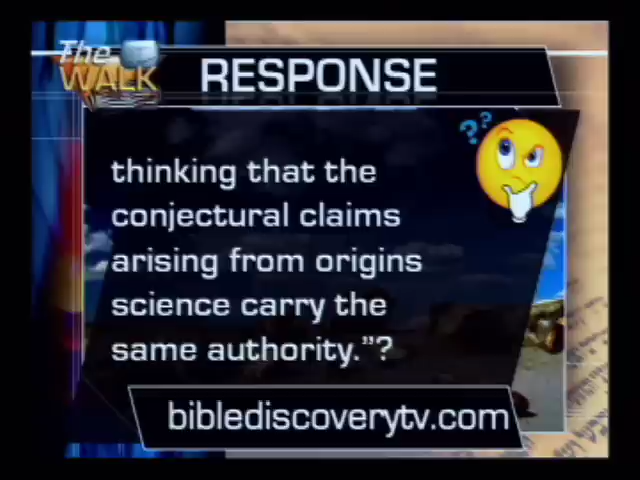 The
WALK
RESPONSE
??
thinking that the
conjectural claims
arising from origins
science carry the
same authority.”?
biblediscoverytv.com